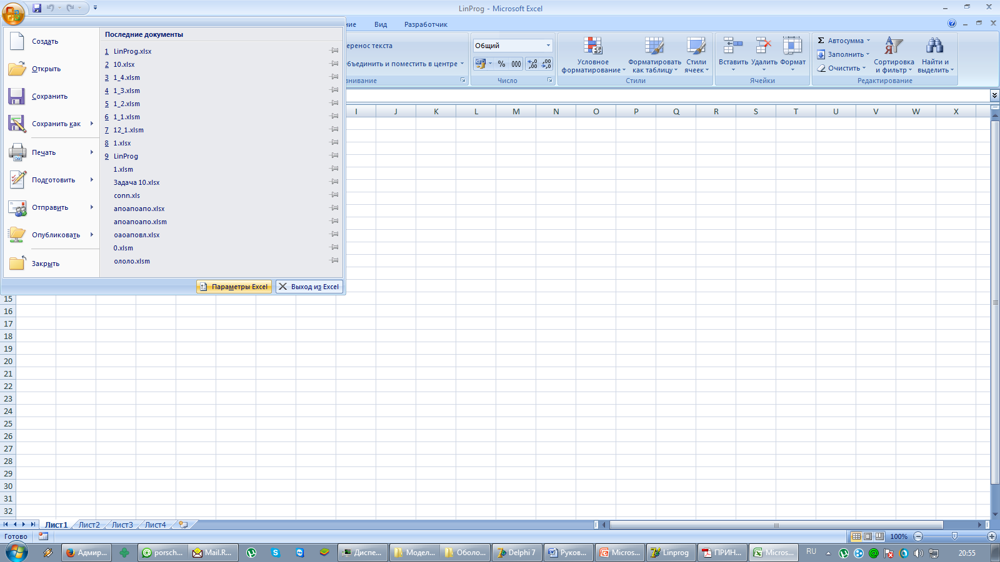 LinProg - Microsoft Excel
Вид
Разработчик
Создать
Открыть
Сохранить
Сохранить как
Печать
Подготовить
Отправить
Опубликовать
Закрыть
Последние документы
1 LinProg.xlsx
2 10.xlsx
3 1_4.xlsm
4 1_3.xlsm
5 1_2.xlsm
6 1_1.xlsm
7 12_1.xlsm
8 1.xlsx
9 LinProg
1.xlsm
Задача 10.xlsx
conn.xls
апоапоапо.xlsx
апоапоапо.xlsm
оаоаповл.xlsx
0.xlsm
ололо.xlsm
Параметры Excel
Выход из Excel
еренос текста
бъединить и поместить в центре
Общий
% 000
,00 ,00
Число
Условное форматирование
Форматировать как таблицу
Стили ячеек
Стили
Вставить Удалить Формат
Ячейки
Σ Автосумма
Заполнить
Очистить
Сортировка и фильтр
Найти и выделить
Редактирование
I J K L M N O P Q R S T U V W X
15
16
17
18
19
20
21
22
23
24
25
26
27
28
29
30
31
32
Лист1 Лист2 Лист3 Лист4
Готово
100%
Адмир...
porsch...
Mail.R...
Диспе...
Модел...
Оболо...
Delphi 7
Руков...
Micros...
Linprog
ПРИН...
Micros...
RU
20:55